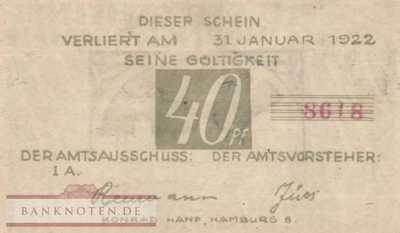 DIESER SCHEIN
VERLIERT AM 31. JANUAR 1922
SEINE GÜLTIGKEIT
40 Pf
8618
DER AMTSAUSSCHUSS: DER AMTSVORSTEHER:
I A.
BANKNOTEN.DE
KONRAD HANF, HAMBURG 8.